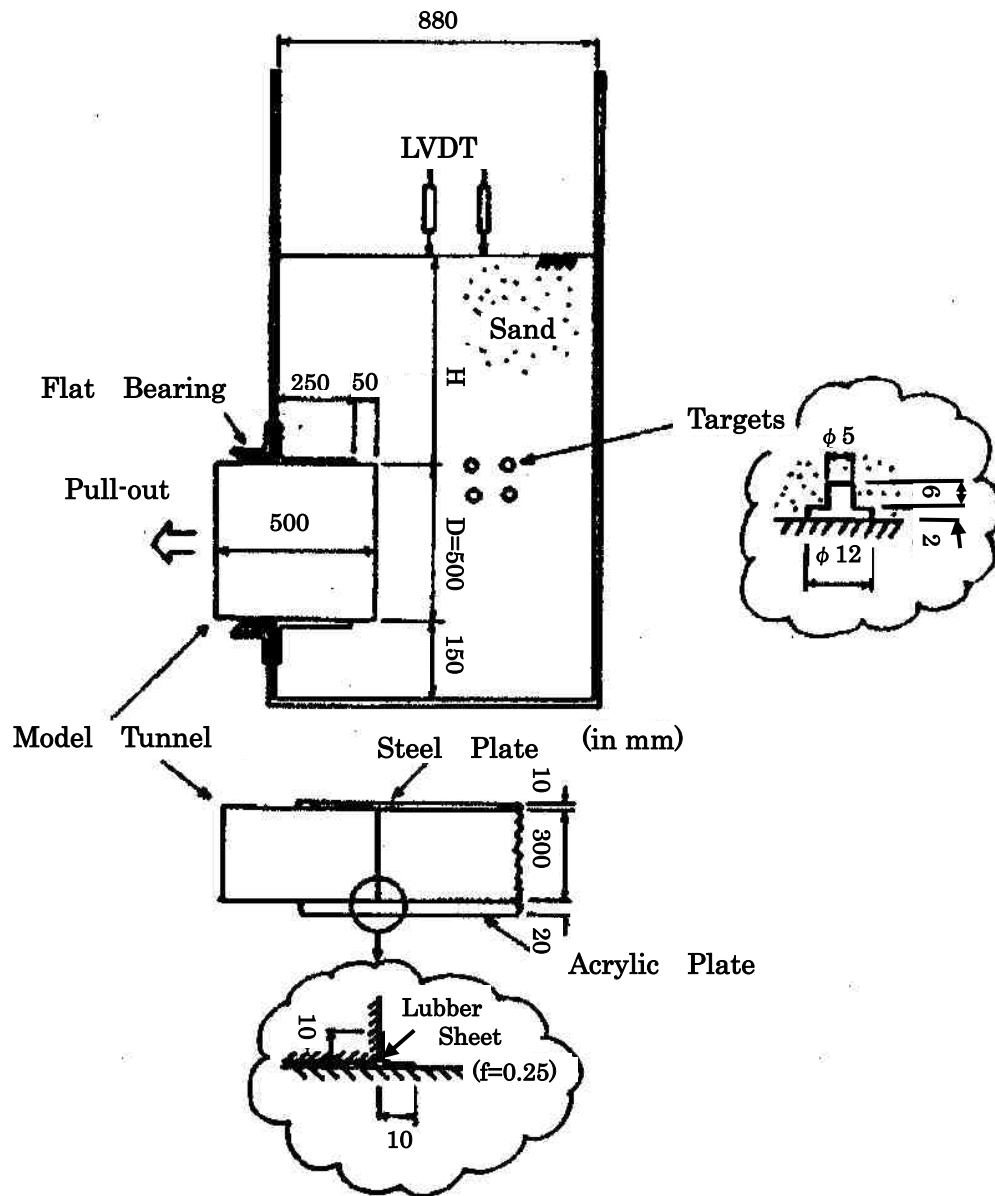 880
LVDT
Sand
H
Flat Bearing
250 50
Targets
φ 5
6
2
φ 12
Pull-out
500
D=500
150
Model Tunnel
Steel Plate
(in mm)
10
300
20
Acrylic Plate
10
Lubber
Sheet
(f=0.25)
10